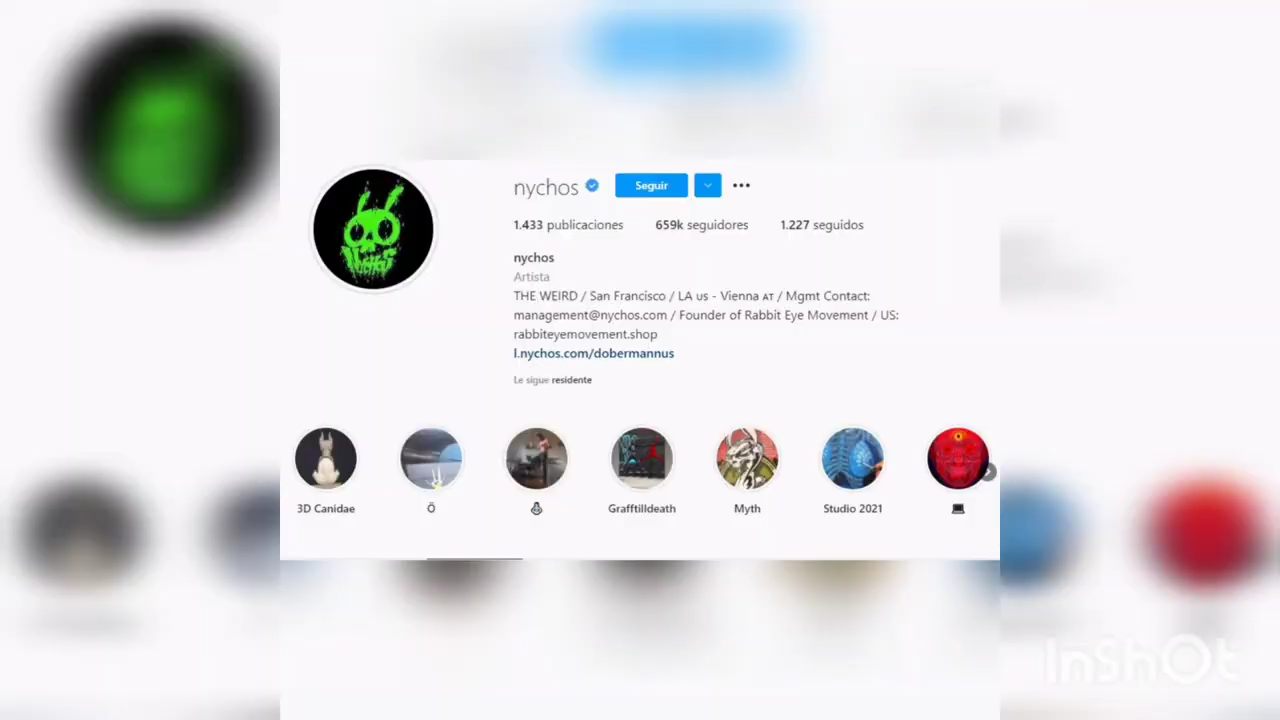 nychos
Seguir
1.433 publicaciones 659k seguidores 1.227 seguidos
nychos
Artista
THE WEIRD / San Francisco / LA us - Vienna ᴀᴛ / Mgmt Contact:
management@nychos.com / Founder of Rabbit Eye Movement / US:
rabbiteyemovement.shop
l.nychos.com/dobermannus
Le sigue residente
NYCHOS
3D Canidae Ö Grafftilldeath Myth Studio 2021
InShOt